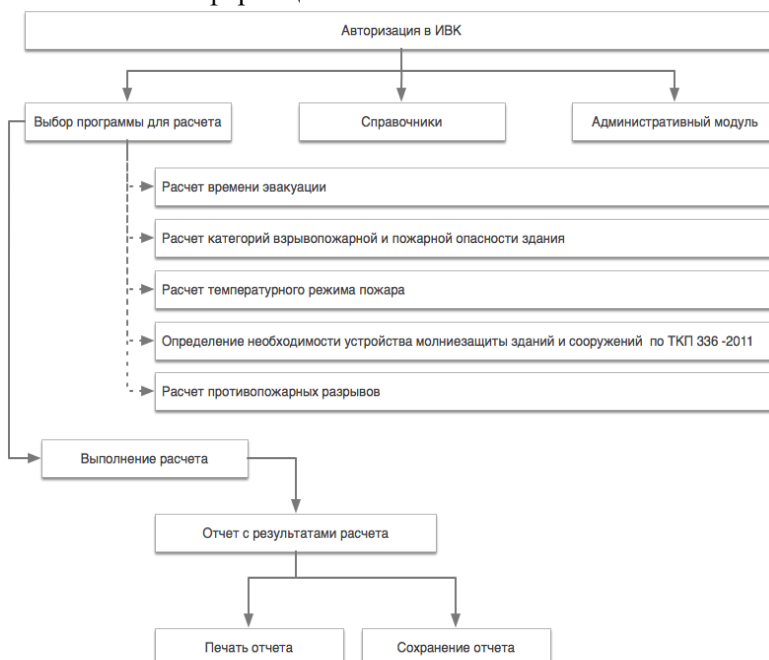 Авторизация в ИВК
Выбор программы для расчета
Справочники
Административный модуль
Расчет времени эвакуации
Расчет категорий взрывопожарной и пожарной опасности здания
Расчет температурного режима пожара
Определение необходимости устройства молниезащиты зданий и сооружений по ТКП 336 -2011
Расчет противопожарных разрывов
Выполнение расчета
Отчет с результатами расчета
Печать отчета
Сохранение отчета